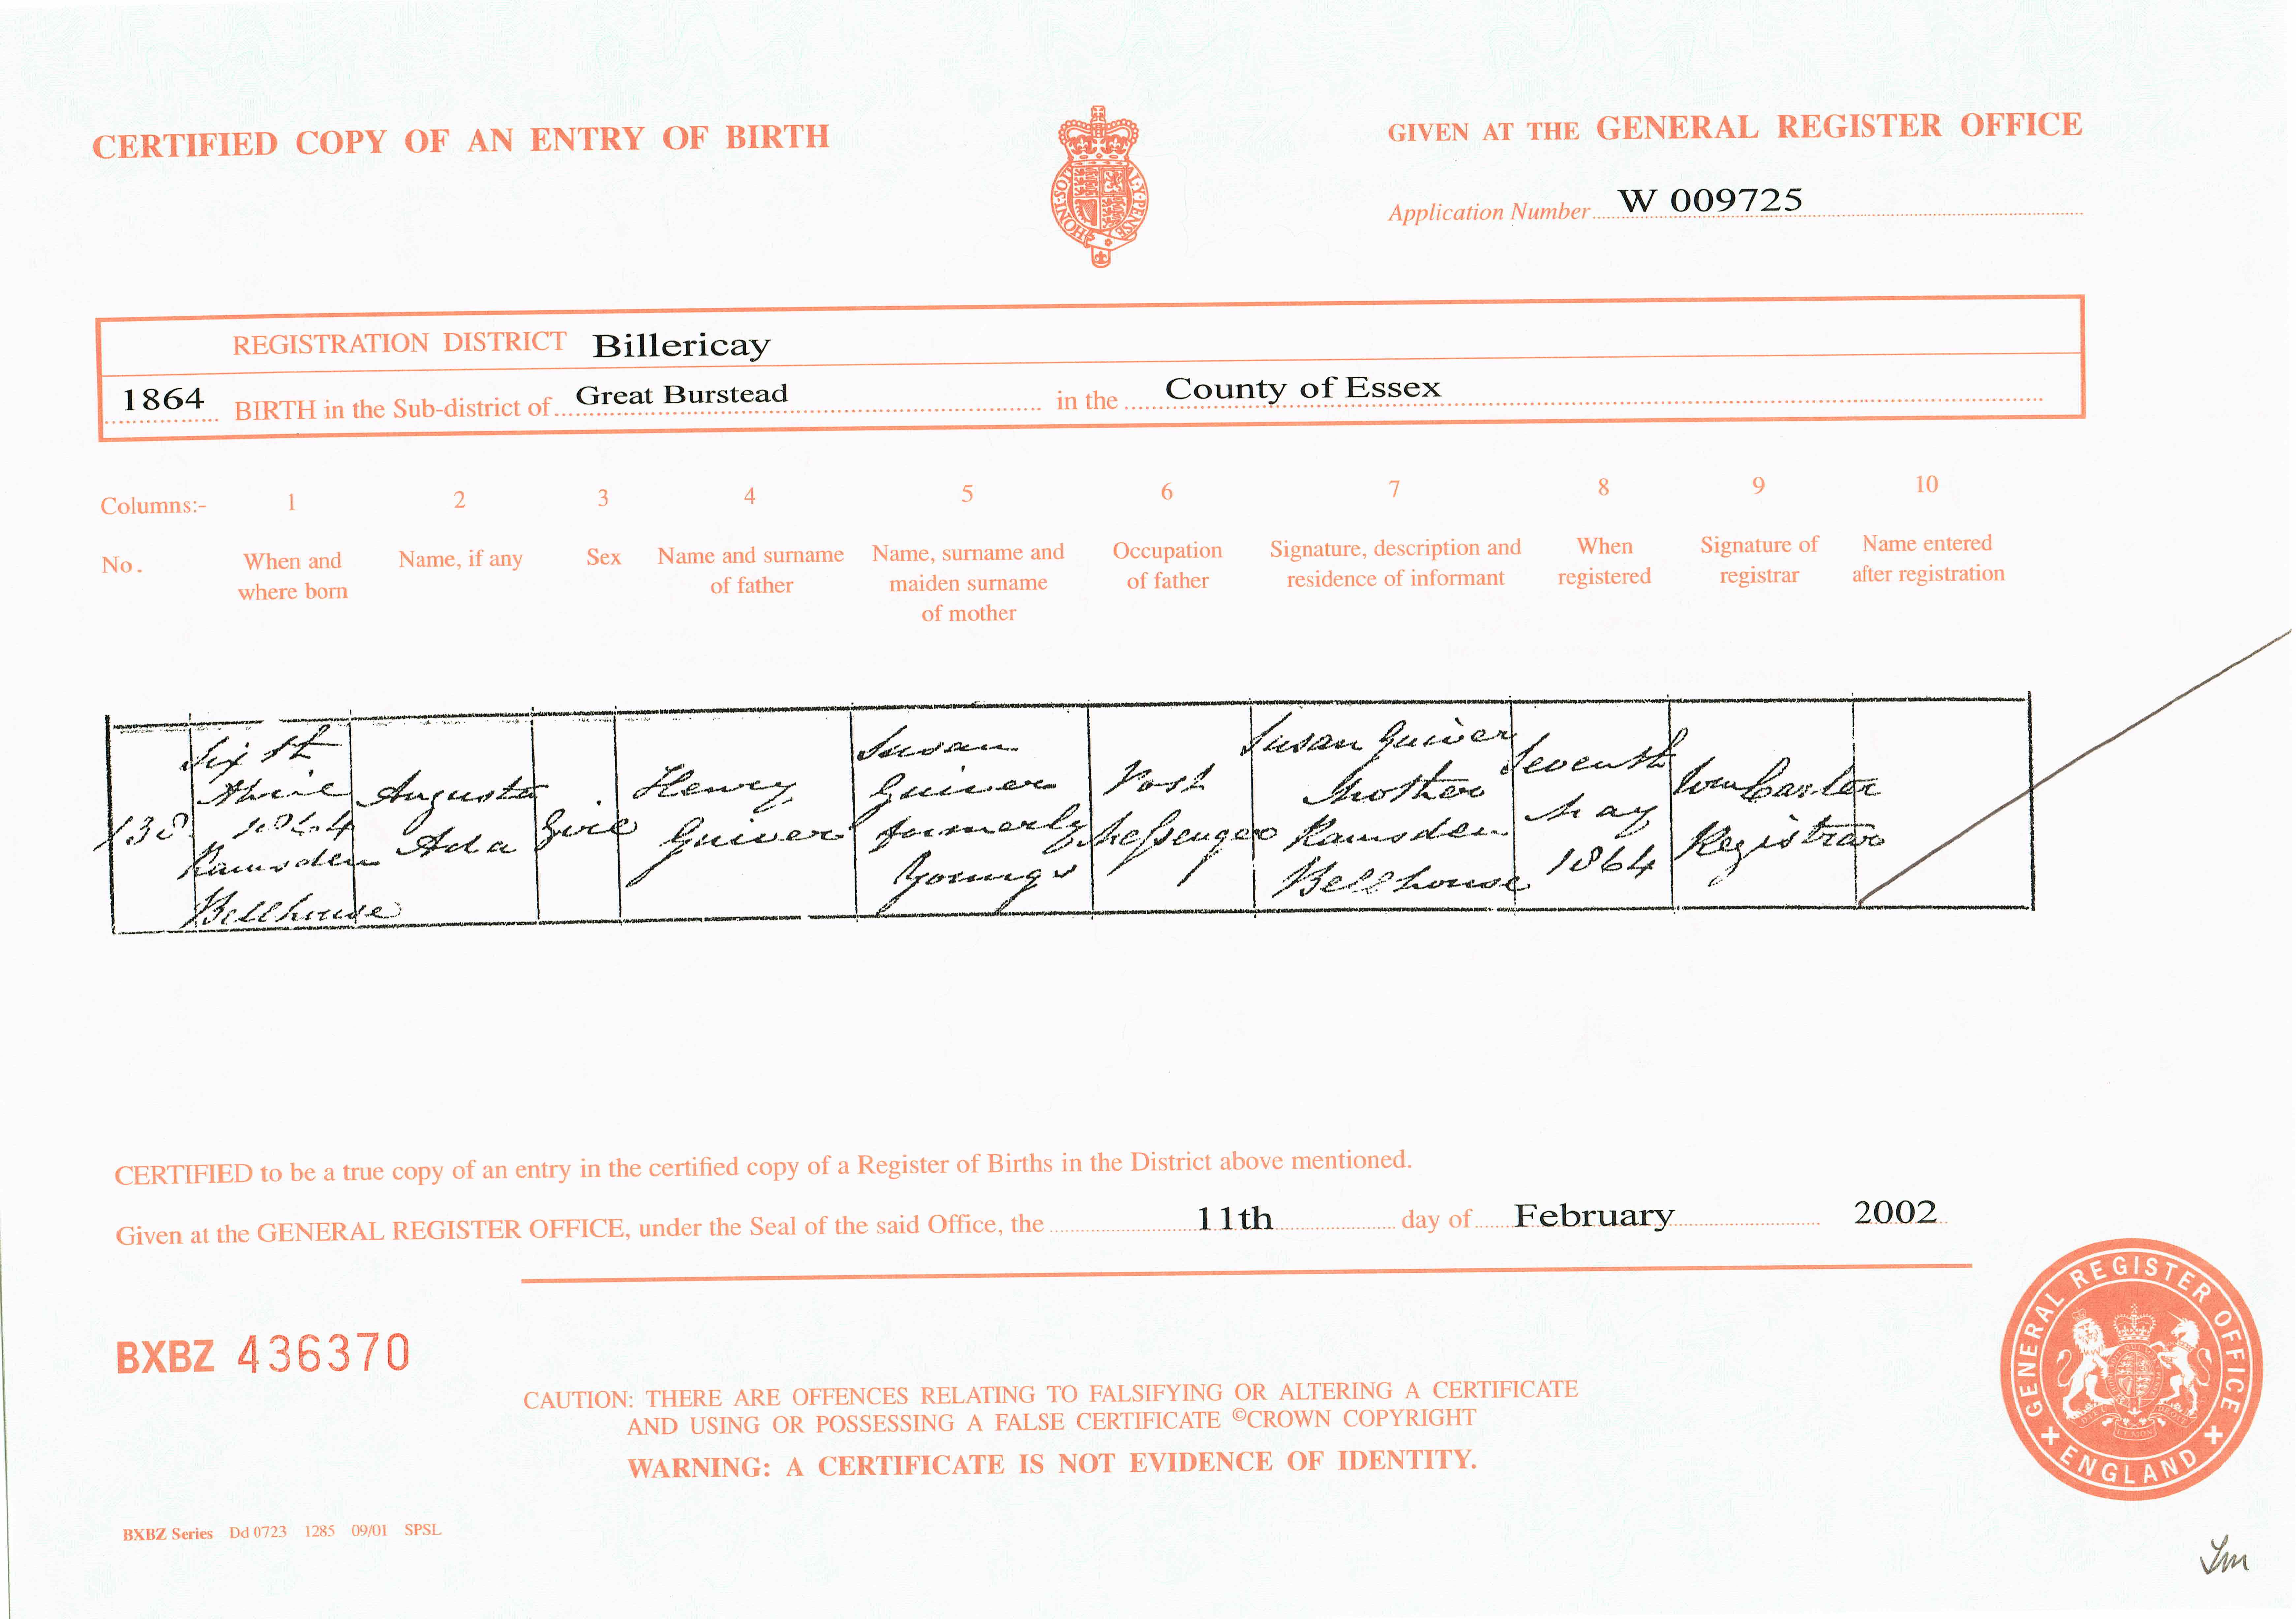 CERTIFIED COPY OF AN ENTRY OF BIRTH
GIVEN AT THE GENERAL REGISTER OFFICE
HONI·SOIT
AL·Y·PENSE
Application Number W 009725
REGISTRATION DISTRICT Billericay
1864 BIRTH in the Sub-district of Great Burstead in the County of Essex
Columns:- 1 2 3 4 5 6 7 8 9 10
No. When and where born
Name, if any
Sex
Name and surname of father
Name, surname and maiden surname of mother
Occupation of father
Signature, description and residence of informant
When registered
Signature of registrar
Name entered after registration
138
Sixth
April
1864
Ramsden
Bellhouse
Augusta
Ada
Girl
Henry
Guiver
Susan
Guiver
formerly
Youngs
Post
Messenger
Susan Guiver
Mother
Ramsden
Bellhouse
Seventh
May
1864
Wm Carter
Registrar
CERTIFIED to be a true copy of an entry in the certified copy of a Register of Births in the District above mentioned.
Given at the GENERAL REGISTER OFFICE, under the Seal of the said Office, the 11th day of February 2002
BXBZ 436370
CAUTION: THERE ARE OFFENCES RELATING TO FALSIFYING OR ALTERING A CERTIFICATE
AND USING OR POSSESSING A FALSE CERTIFICATE ©CROWN COPYRIGHT
WARNING: A CERTIFICATE IS NOT EVIDENCE OF IDENTITY.
GENERAL REGISTER OFFICE
ENGLAND
BXBZ Series Dd 0723 1285 09/01 SPSL